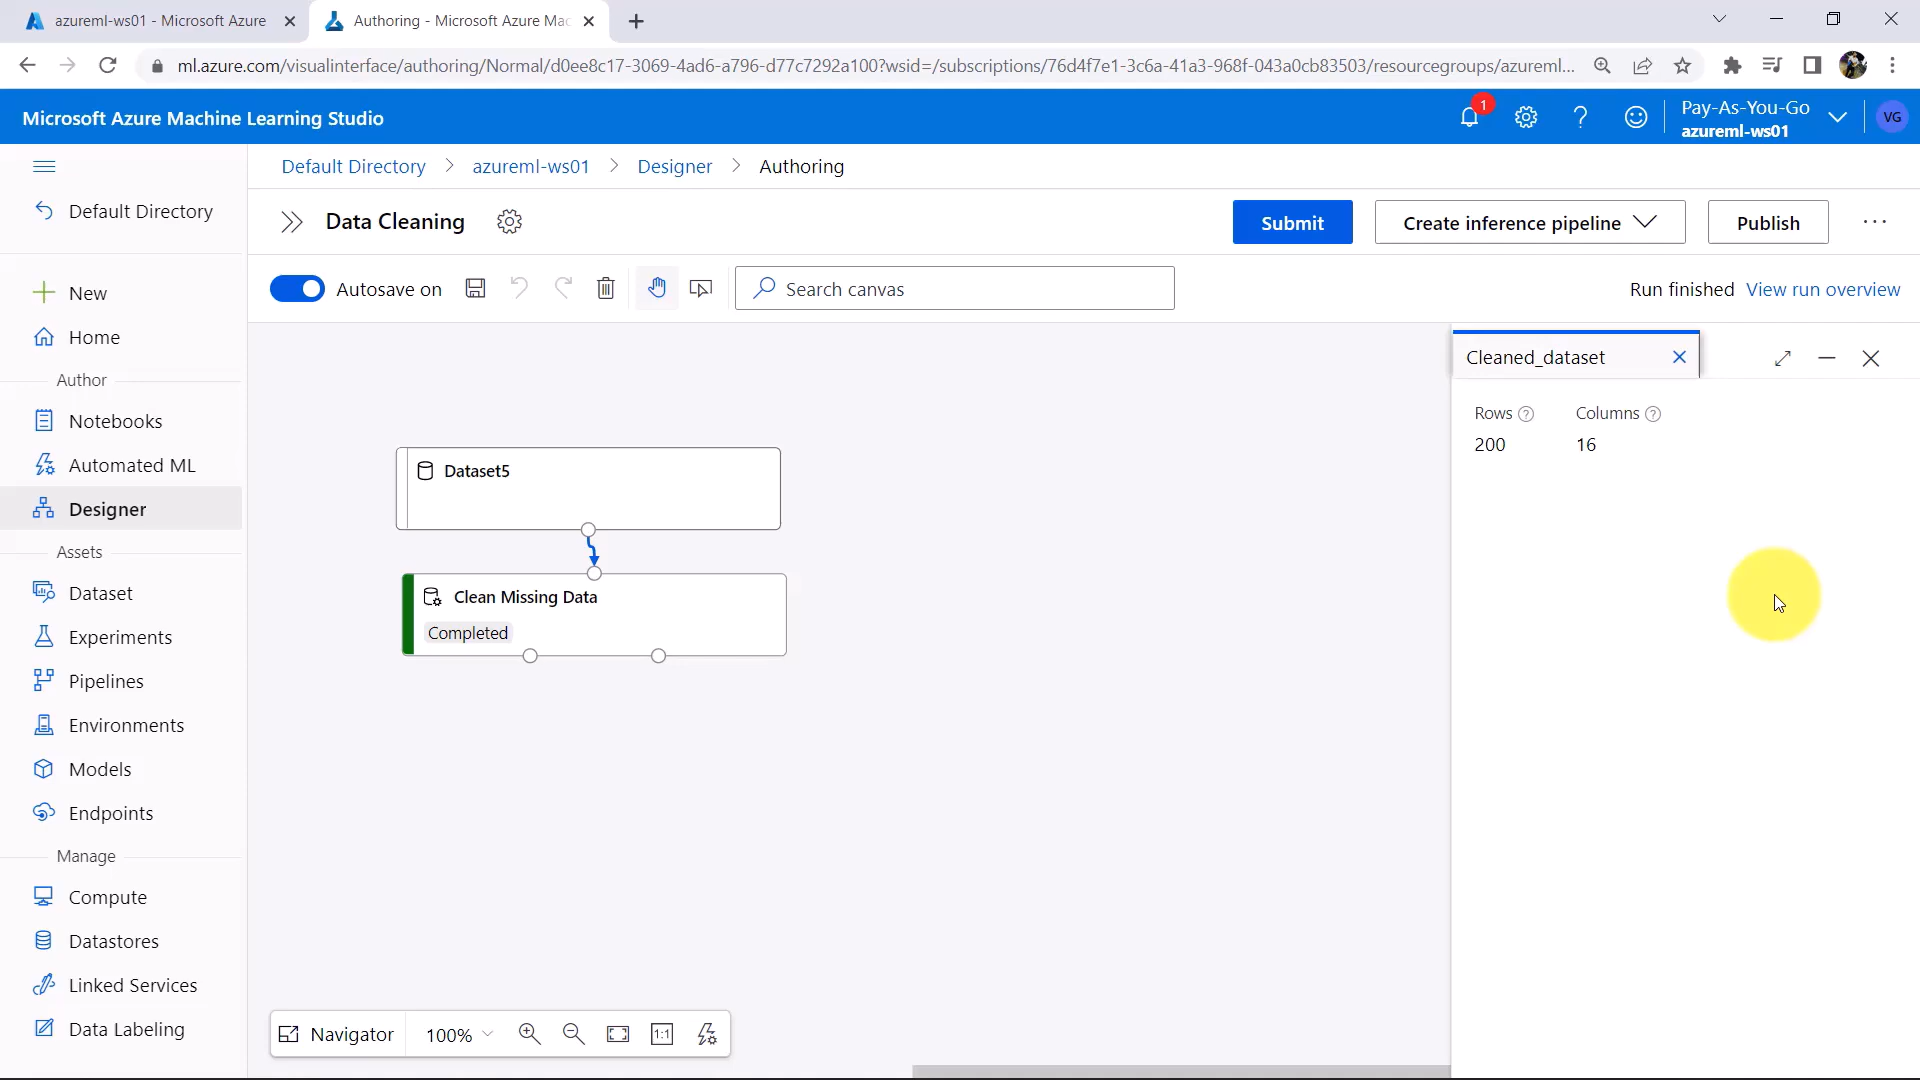 azureml-ws01 - Microsoft Azure
Authoring - Microsoft Azure Mac
ml.azure.com/visualinterface/authoring/Normal/d0ee8c17-3069-4ad6-a796-d77c7292a100?wsid=/subscriptions/76d4f7e1-3c6a-41a3-968f-043a0cb83503/resourcegroups/azureml...
Microsoft Azure Machine Learning Studio
1
Pay-As-You-Go
azureml-ws01
VG
Default Directory
azureml-ws01
Designer
Authoring
Default Directory
Data Cleaning
Submit
Create inference pipeline
Publish
Autosave on
Search canvas
Run finished
View run overview
New
Home
Author
Notebooks
Automated ML
Designer
Assets
Dataset
Experiments
Pipelines
Environments
Models
Endpoints
Manage
Compute
Datastores
Linked Services
Data Labeling
Dataset5
Clean Missing Data
Completed
Cleaned_dataset
Rows
Columns
200
16
Navigator
100%
1:1